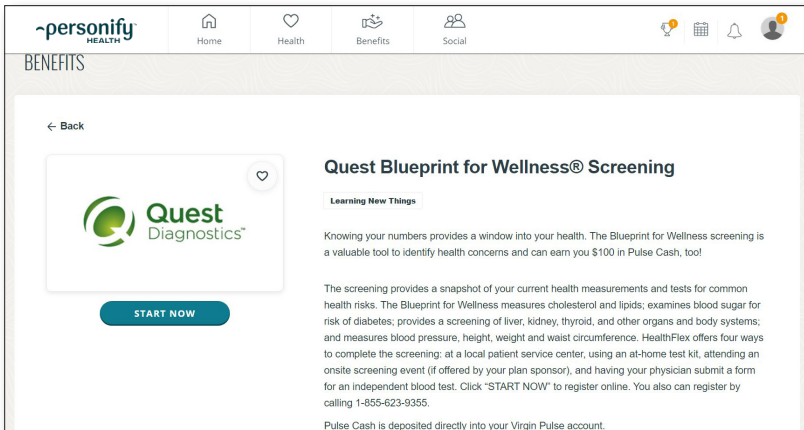 personify
HEALTH
Home
Health
Benefits
Social
1
1
BENEFITS
← Back
Quest
Diagnostics™
START NOW
Quest Blueprint for Wellness® Screening
Learning New Things
Knowing your numbers provides a window into your health. The Blueprint for Wellness screening is
a valuable tool to identify health concerns and can earn you $100 in Pulse Cash, too!
The screening provides a snapshot of your current health measurements and tests for common
health risks. The Blueprint for Wellness measures cholesterol and lipids; examines blood sugar for
risk of diabetes; provides a screening of liver, kidney, thyroid, and other organs and body systems;
and measures blood pressure, height, weight and waist circumference. HealthFlex offers four ways
to complete the screening: at a local patient service center, using an at-home test kit, attending an
onsite screening event (if offered by your plan sponsor), and having your physician submit a form
for an independent blood test. Click “START NOW” to register online. You also can register by
calling 1-855-623-9355.
Pulse Cash is deposited directly into your Virgin Pulse account.